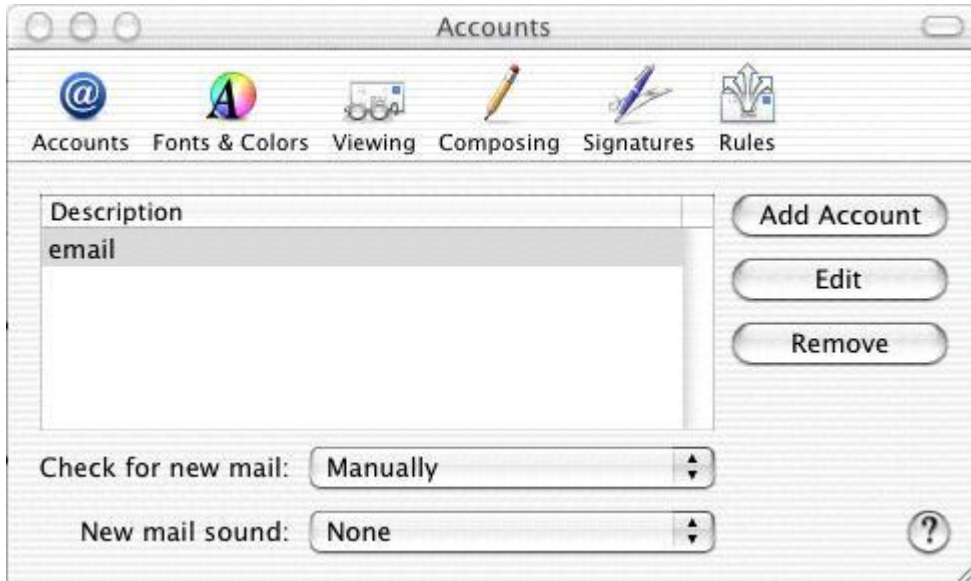 Accounts
Accounts Fonts & Colors Viewing Composing Signatures Rules
Description
email
Add Account
Edit
Remove
Check for new mail: Manually
New mail sound: None
?